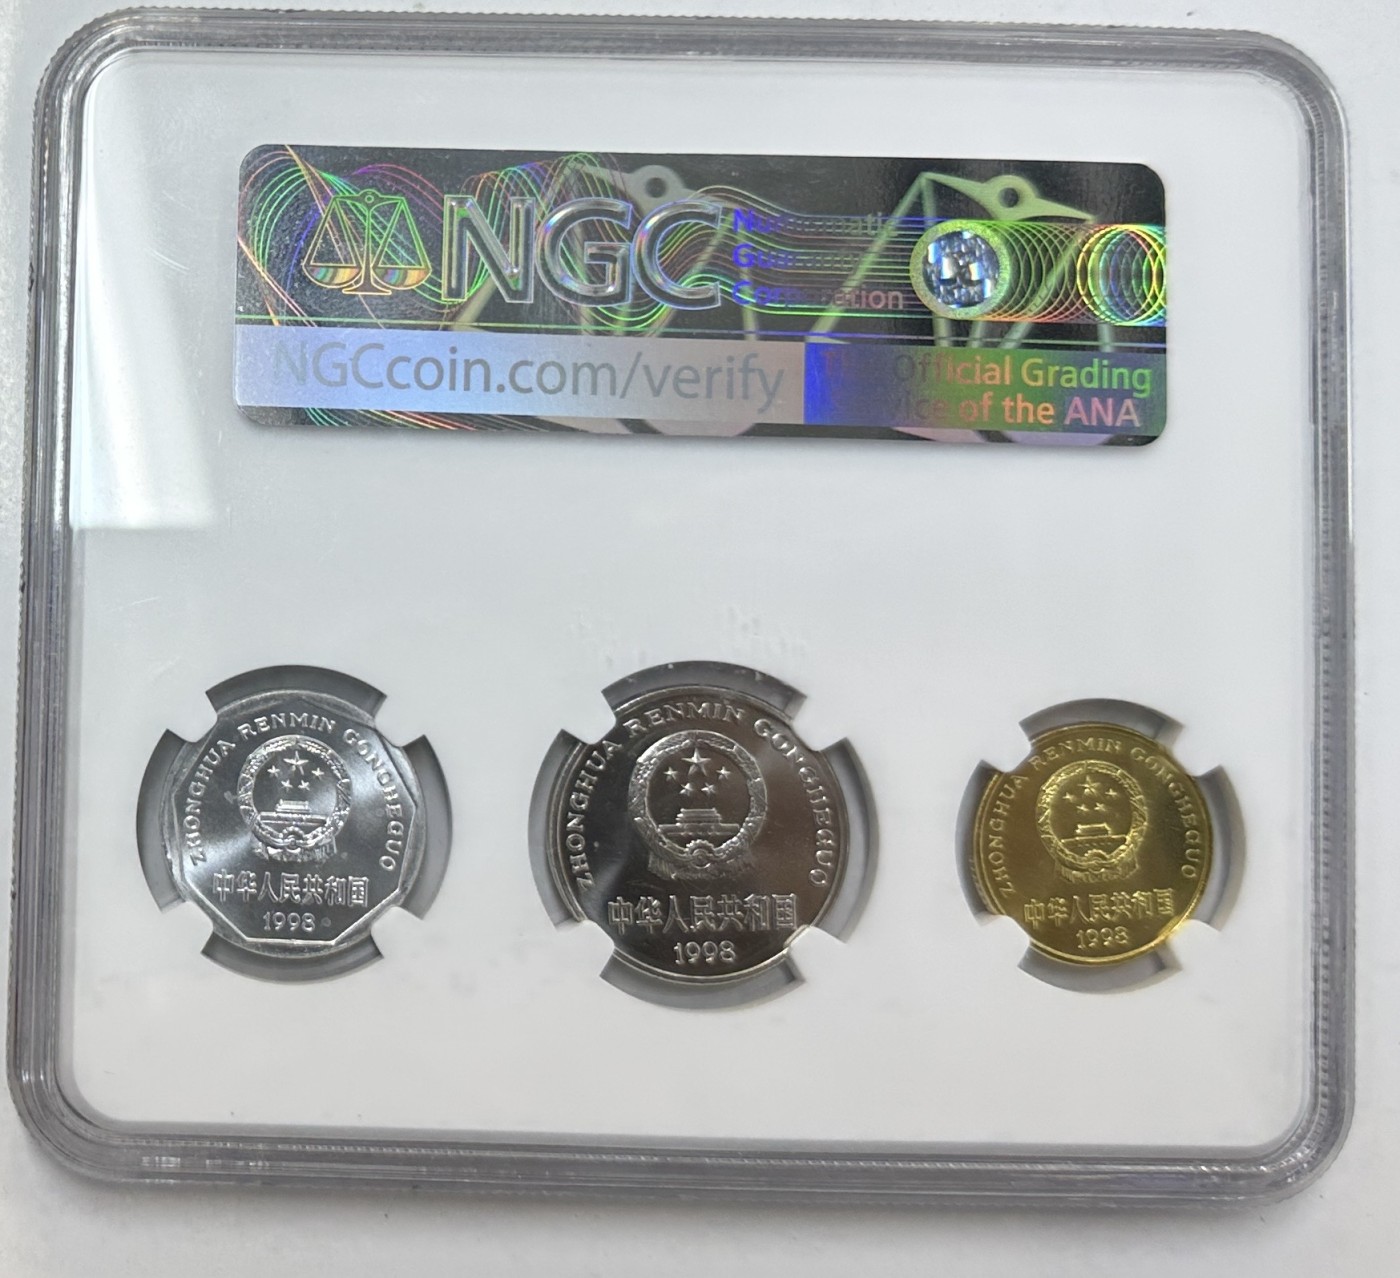 NGC
Numismatic
Guaranty
Corporation
NGCcoin.com/verify
Official Grading
of the ANA
ZHONGHUA RENMIN GONGHEGUO
中华人民共和国
1998
ZHONGHUA RENMIN GONGHEGUO
中华人民共和国
1998
ZHONGHUA RENMIN GONGHEGUO
中华人民共和国
1998